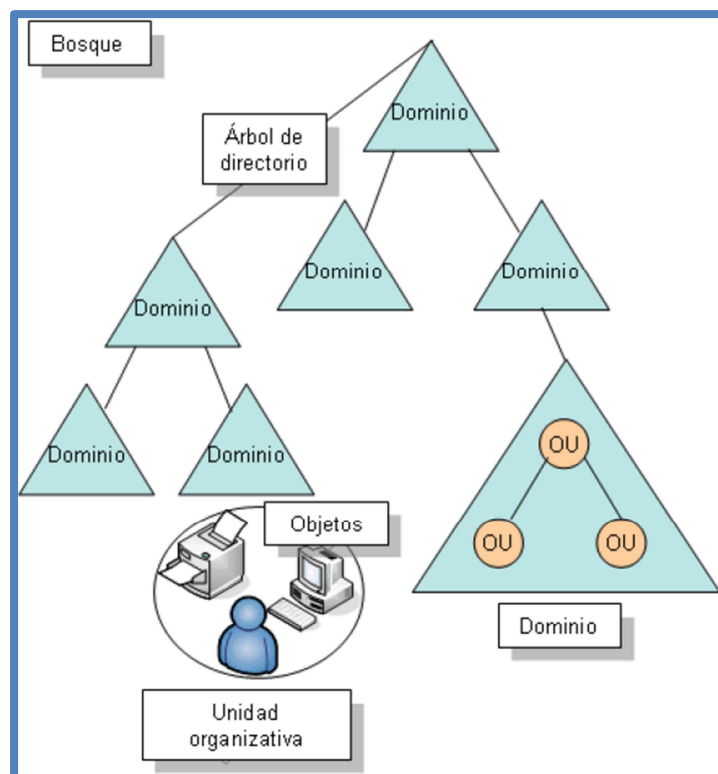 Bosque
Dominio
Árbol de
directorio
Dominio
Dominio
Dominio
Dominio
Dominio
OU
OU
OU
Objetos
Dominio
Unidad
organizativa